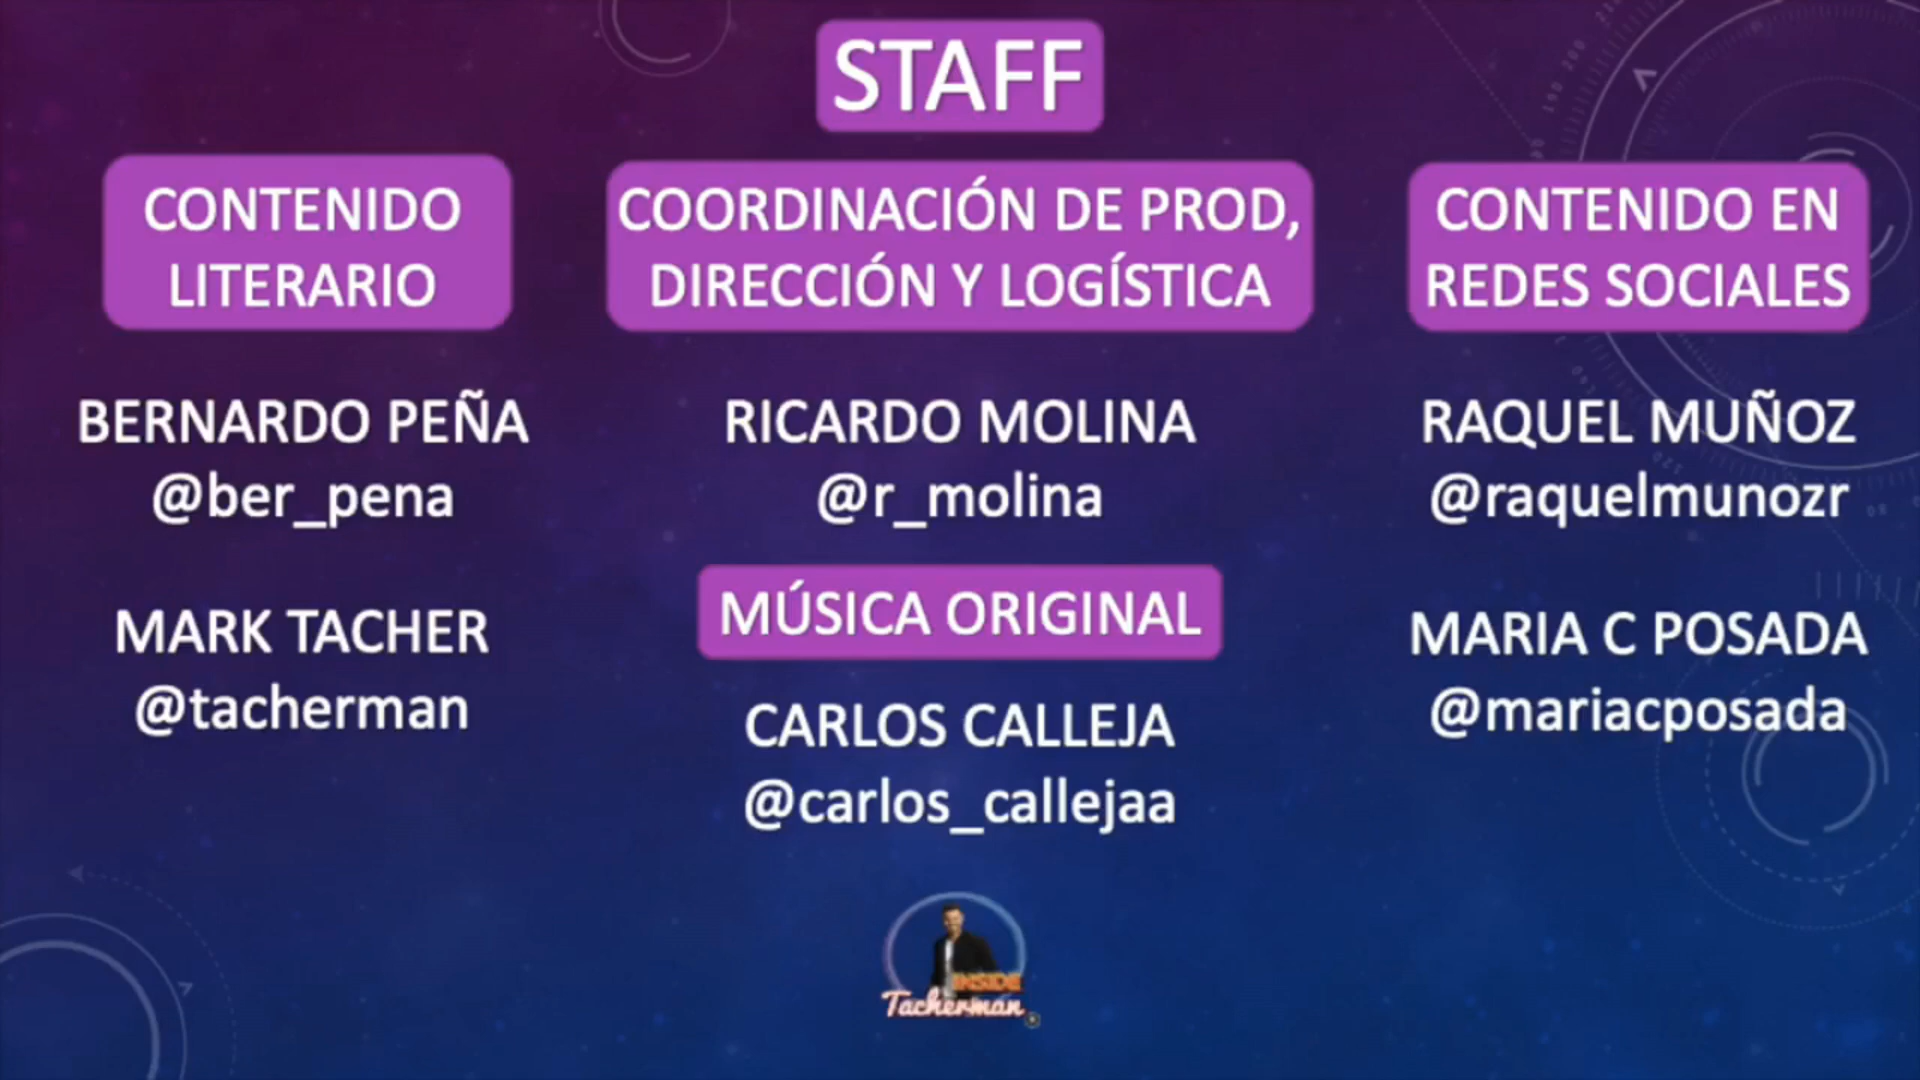 STAFF
CONTENIDO
LITERARIO
BERNARDO PEÑA
@ber_pena
MARK TACHER
@tacherman
COORDINACIÓN DE PROD,
DIRECCIÓN Y LOGÍSTICA
RICARDO MOLINA
@r_molina
MÚSICA ORIGINAL
CARLOS CALLEJA
@carlos_callejaa
CONTENIDO EN
REDES SOCIALES
RAQUEL MUÑOZ
@raquelmunozr
MARIA C POSADA
@mariacposada
INSIDE
Tacherman